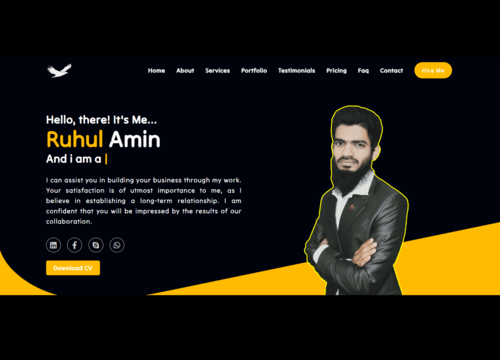 Home About Services Portfolio Testimonials Pricing Faq Contact Hire Me
Hello, there! It's Me...
Ruhul Amin
And i am a |
I can assist you in building your business through my work.
Your satisfaction is of utmost importance to me, as I
believe in establishing a long-term relationship. I am
confident that you will be impressed by the results of our
collaboration.
Download CV